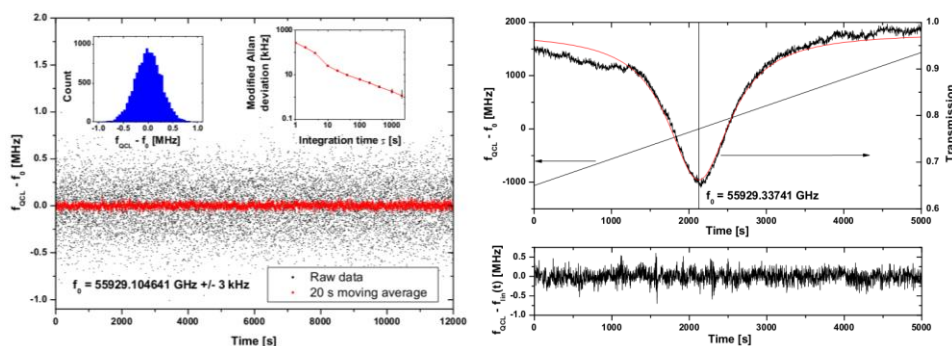 2.0
1.5
1.0
0.5
0.0
-0.5
-1.0
f_QCL - f_0 [MHz]
0 2000 4000 6000 8000 10000 12000
Time [s]
1000
500
0
Count
-1.0 -0.5 0.0 0.5 1.0
f_QCL - f_0 [MHz]
1000
100
10
1
0.1
Modified Allan
deviation [kHz]
1 10 100 1000
Integration time τ [s]
f_0 = 55929.104641 GHz +/- 3 kHz
Raw data
20 s moving average
2000
1000
0
-1000
f_QCL - f_0 [MHz]
1.0
0.9
0.8
0.7
0.6
Transmission
f_0 = 55929.33741 GHz
0 1000 2000 3000 4000 5000
Time [s]
0.5
0.0
-0.5
-1.0
f_QCL - f_lin(t) [MHz]
0 1000 2000 3000 4000 5000
Time [s]